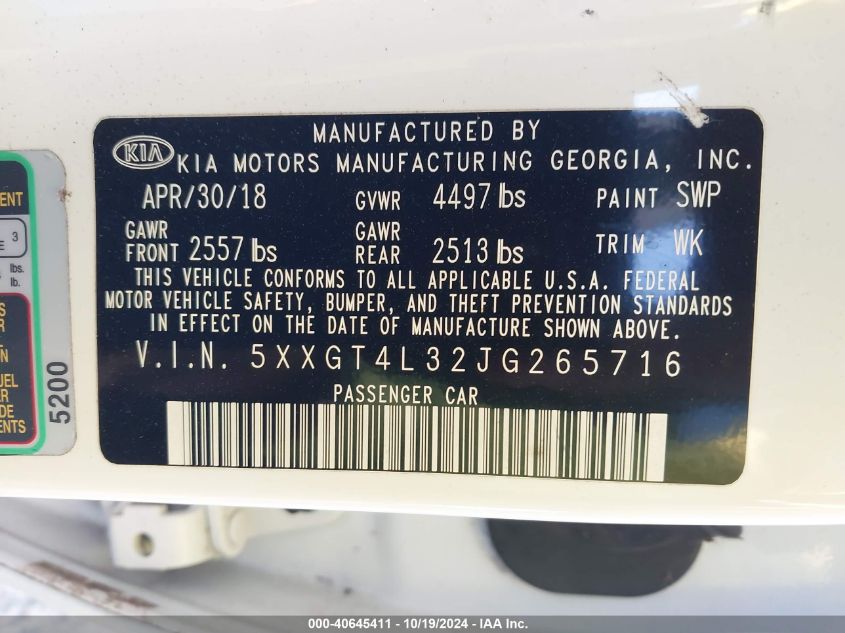 MANUFACTURED BY
KIA KIA MOTORS MANUFACTURING GEORGIA, INC.
APR/30/18 GVWR 4497 lbs PAINT SWP
GAWR FRONT 2557 lbs GAWR REAR 2513 lbs TRIM WK
THIS VEHICLE CONFORMS TO ALL APPLICABLE U.S.A. FEDERAL
MOTOR VEHICLE SAFETY, BUMPER, AND THEFT PREVENTION STANDARDS
IN EFFECT ON THE DATE OF MANUFACTURE SHOWN ABOVE.
V.I.N. 5XXGT4L32JG265716
PASSENGER CAR
3
lbs.
lb.
5200
000-40645411 - 10/19/2024 - IAA Inc.